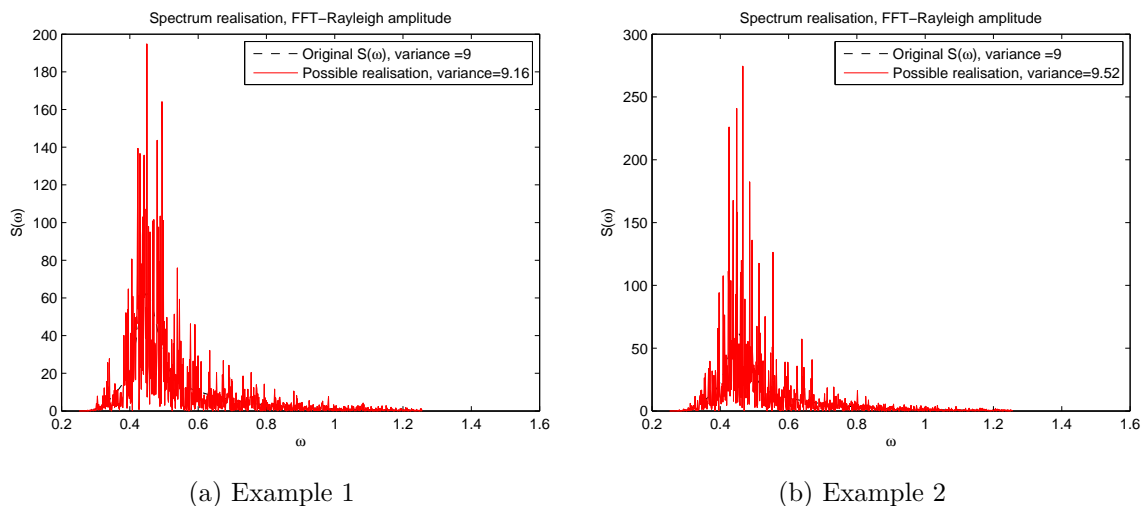 Spectrum realisation, FFT−Rayleigh amplitude
200
180
160
140
120
100
80
60
40
20
0
S(ω)
Original S(ω), variance =9
Possible realisation, variance=9.16
0.2 0.4 0.6 0.8 1 1.2 1.4 1.6
ω
(a) Example 1
Spectrum realisation, FFT−Rayleigh amplitude
300
250
200
150
100
50
0
S(ω)
Original S(ω), variance =9
Possible realisation, variance=9.52
0.2 0.4 0.6 0.8 1 1.2 1.4 1.6
ω
(b) Example 2